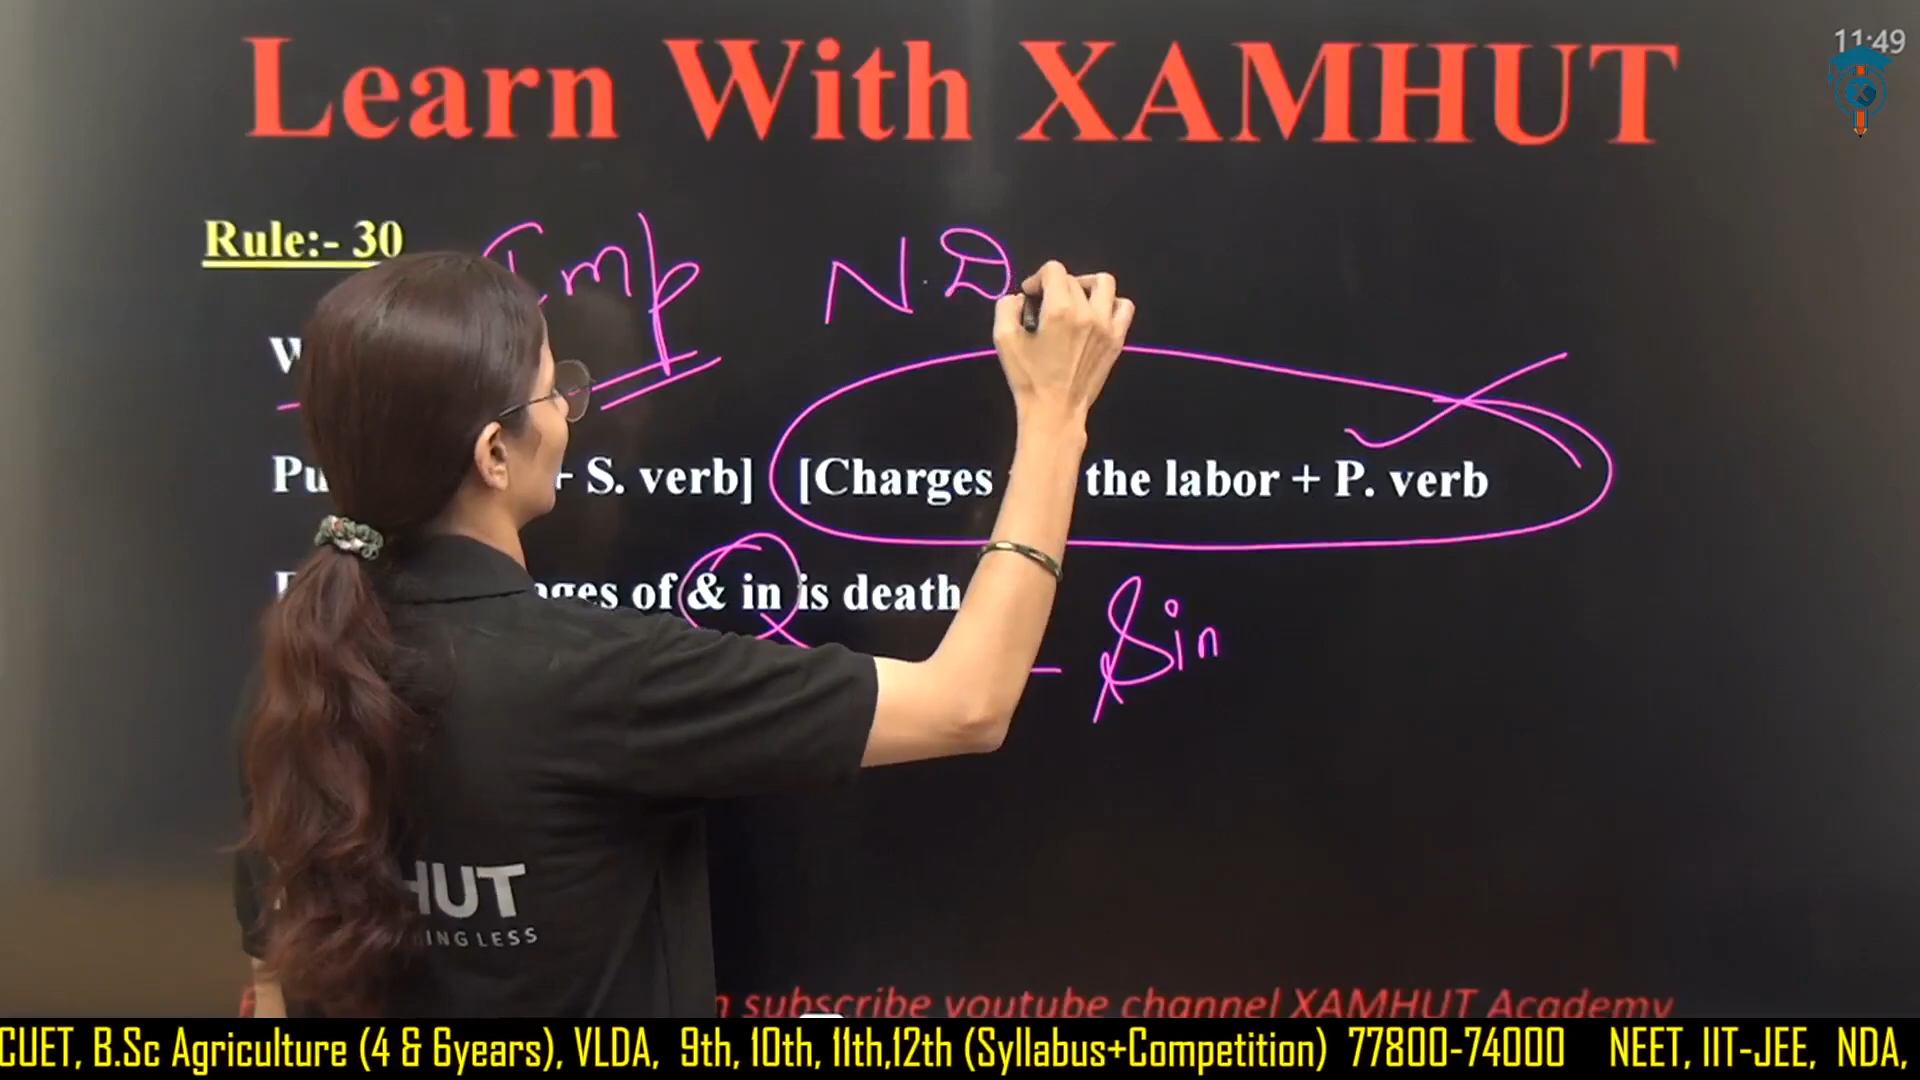 Learn With XAMHUT
11:49
Rule:- 30
Imp N.D
[Charges the labor + P. verb
+ S. verb]
of & in is death
- Sin
HUT
ING LESS
subscribe youtube channel XAMHUT Academy
CUET, B.Sc Agriculture (4 & 6years), VLDA, 9th, 10th, 11th,12th (Syllabus+Competition) 77800-74000 NEET, IIT-JEE, NDA,